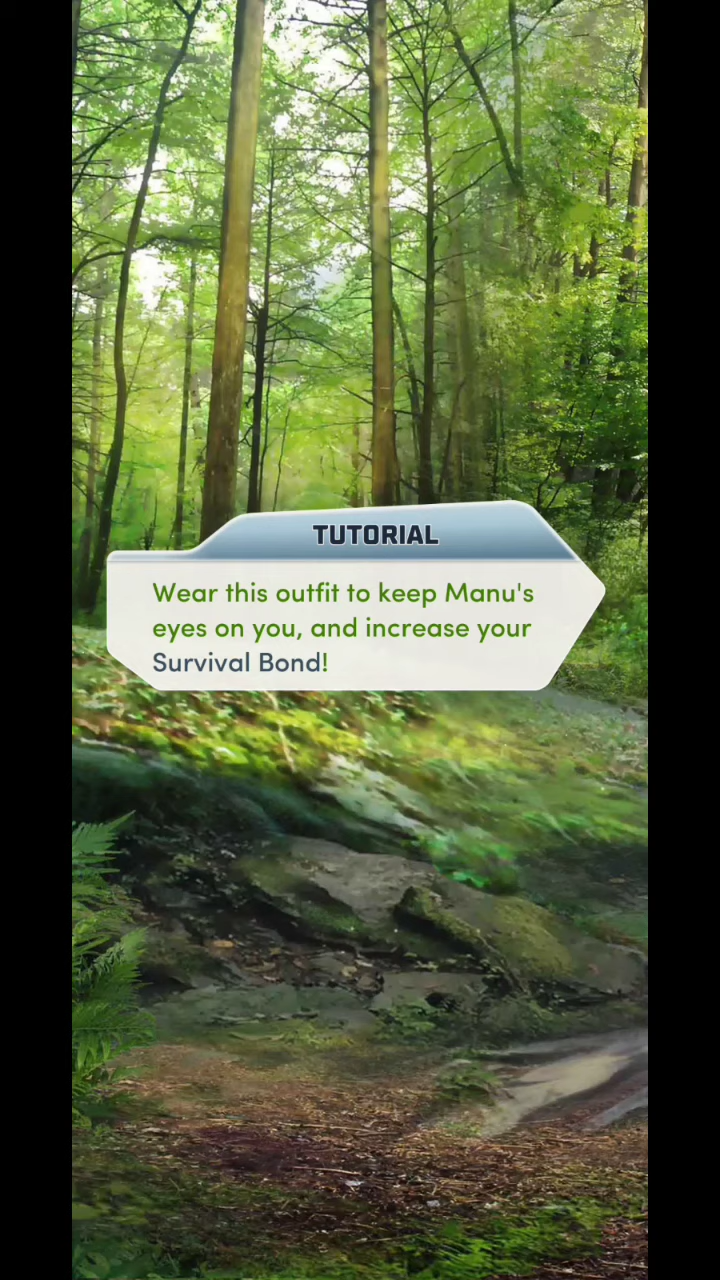 TUTORIAL
Wear this outfit to keep Manu's
eyes on you, and increase your
Survival Bond!